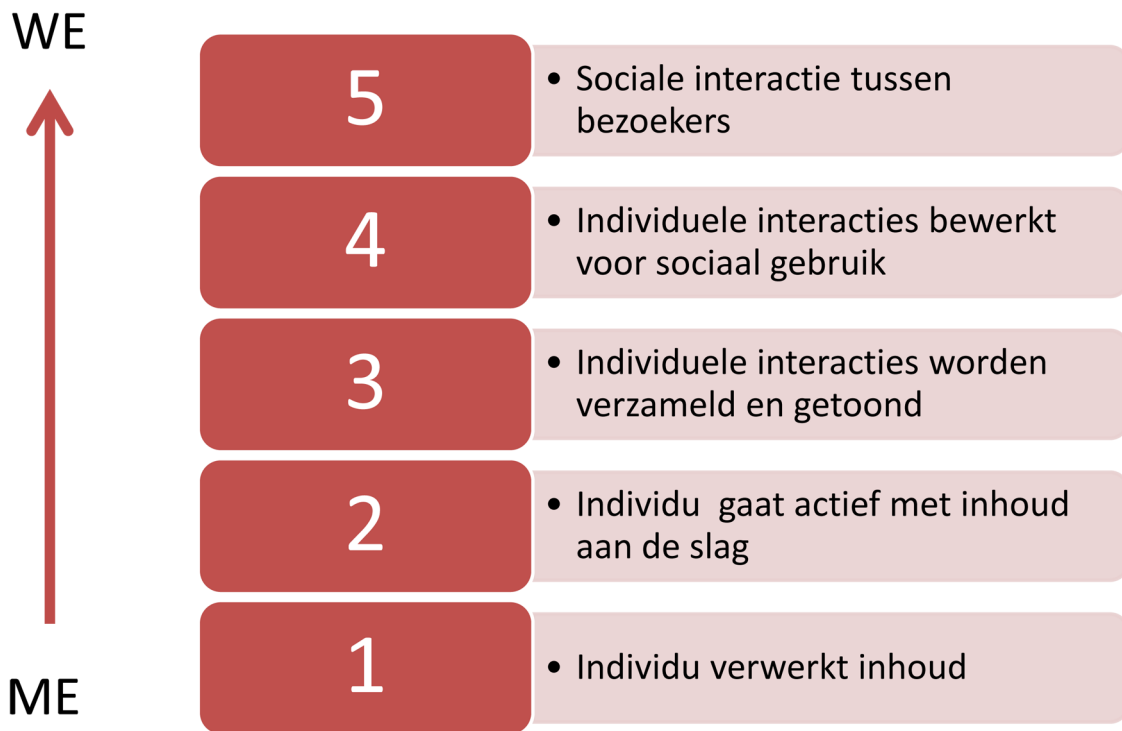 WE
5
• Sociale interactie tussen
bezoekers
4
• Individuele interacties bewerkt
voor sociaal gebruik
3
• Individuele interacties worden
verzameld en getoond
2
• Individu  gaat actief met inhoud
aan de slag
1
• Individu verwerkt inhoud
ME